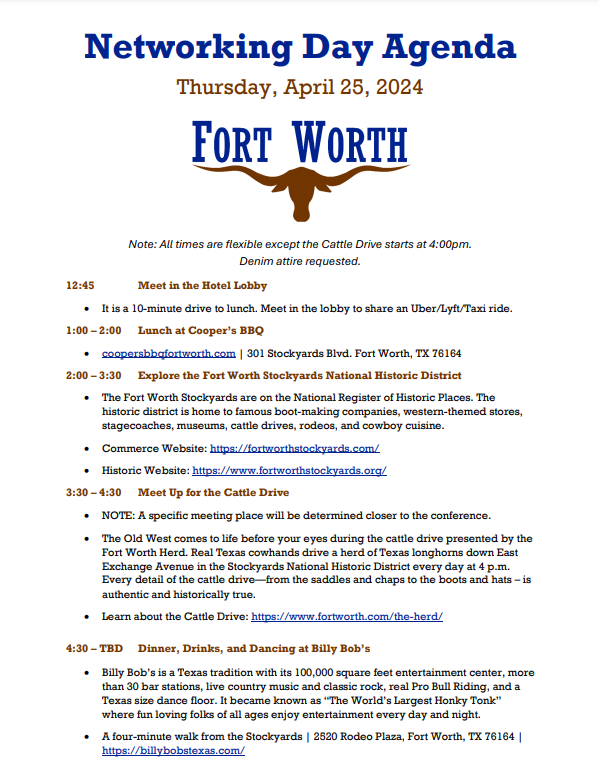 Networking Day Agenda
Thursday, April 25, 2024
FORT WORTH
Note: All times are flexible except the Cattle Drive starts at 4:00pm.
Denim attire requested.
12:45 Meet in the Hotel Lobby
• It is a 10-minute drive to lunch. Meet in the lobby to share an Uber/Lyft/Taxi ride.
1:00 – 2:00 Lunch at Cooper's BBQ
• coopersbbqfortworth.com | 301 Stockyards Blvd. Fort Worth, TX 76164
2:00 – 3:30 Explore the Fort Worth Stockyards National Historic District
• The Fort Worth Stockyards are on the National Register of Historic Places. The
historic district is home to famous boot-making companies, western-themed stores,
stagecoaches, museums, cattle drives, rodeos, and cowboy cuisine.
• Commerce Website: https://fortworthstockyards.com/
• Historic Website: https://www.fortworthstockyards.org/
3:30 – 4:30 Meet Up for the Cattle Drive
• NOTE: A specific meeting place will be determined closer to the conference.
• The Old West comes to life before your eyes during the cattle drive presented by the
Fort Worth Herd. Real Texas cowhands drive a herd of Texas longhorns down East
Exchange Avenue in the Stockyards National Historic District every day at 4 p.m.
Every detail of the cattle drive—from the saddles and chaps to the boots and hats – is
authentic and historically true.
• Learn about the Cattle Drive: https://www.fortworth.com/the-herd/
4:30 – TBD Dinner, Drinks, and Dancing at Billy Bob's
• Billy Bob's is a Texas tradition with its 100,000 square feet entertainment center, more
than 30 bar stations, live country music and classic rock, real Pro Bull Riding, and a
Texas size dance floor. It became known as “The World's Largest Honky Tonk”
where fun loving folks of all ages enjoy entertainment every day and night.
• A four-minute walk from the Stockyards | 2520 Rodeo Plaza, Fort Worth, TX 76164 |
https://billybobstexas.com/